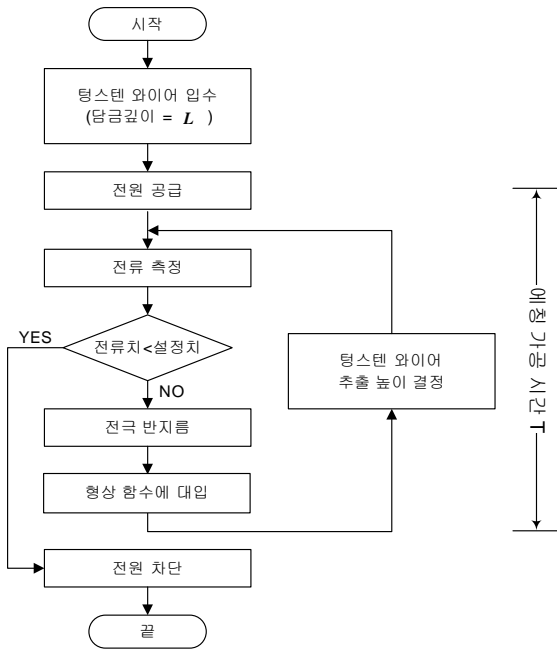 시작
텅스텐 와이어 입수
(담금깊이 = L )
전원 공급
전류 측정
YES
전류치<설정치
NO
전극 반지름
형상 함수에 대입
텅스텐 와이어
추출 높이 결정
에칭 가공 시간 T
전원 차단
끝